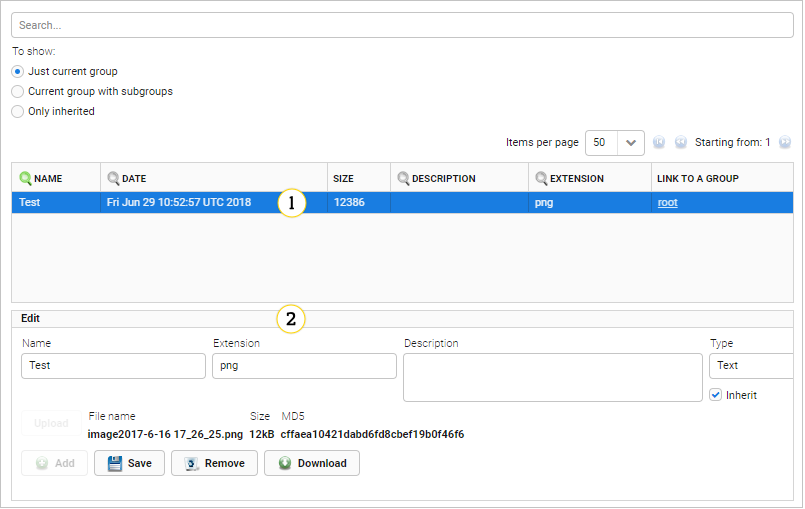 Search...
To show:
Just current group
Current group with subgroups
Only inherited
Items per page 50 Starting from: 1
NAME DATE SIZE DESCRIPTION EXTENSION LINK TO A GROUP
Test Fri Jun 29 10:52:57 UTC 2018 1 12386 png root
Edit 2
Name Extension Description Type
Test png Text
Inherit
Upload File name Size MD5
image2017-6-16 17_26_25.png 12kB cffaea10421dabd6fd8cbef19b0f46f6
Add Save Remove Download